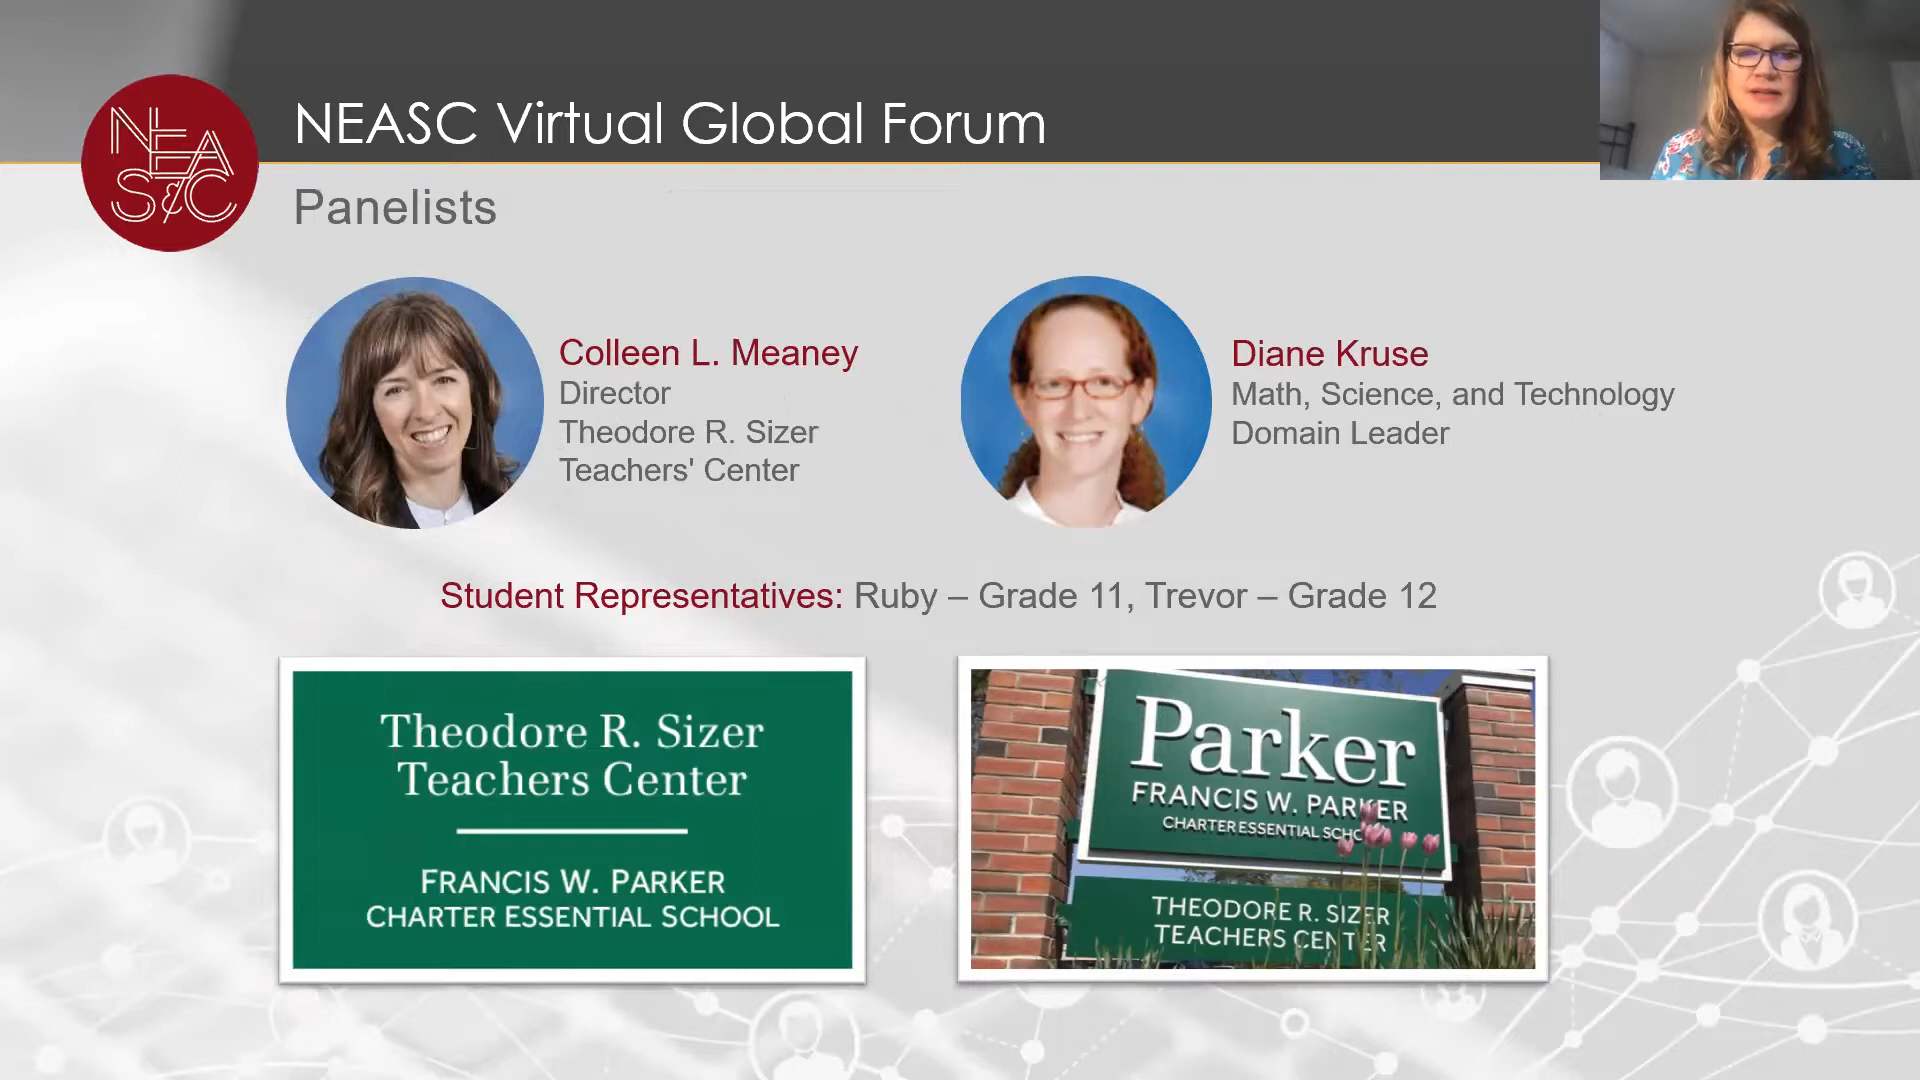 NEAS&C
NEASC Virtual Global Forum
Panelists
Colleen L. Meaney
Director
Theodore R. Sizer
Teachers' Center
Diane Kruse
Math, Science, and Technology
Domain Leader
Student Representatives: Ruby – Grade 11, Trevor – Grade 12
Theodore R. Sizer
Teachers Center
FRANCIS W. PARKER
CHARTER ESSENTIAL SCHOOL
Parker
FRANCIS W. PARKER
CHARTER ESSENTIAL
THEODORE R. SIZER
TEACHERS CENTER